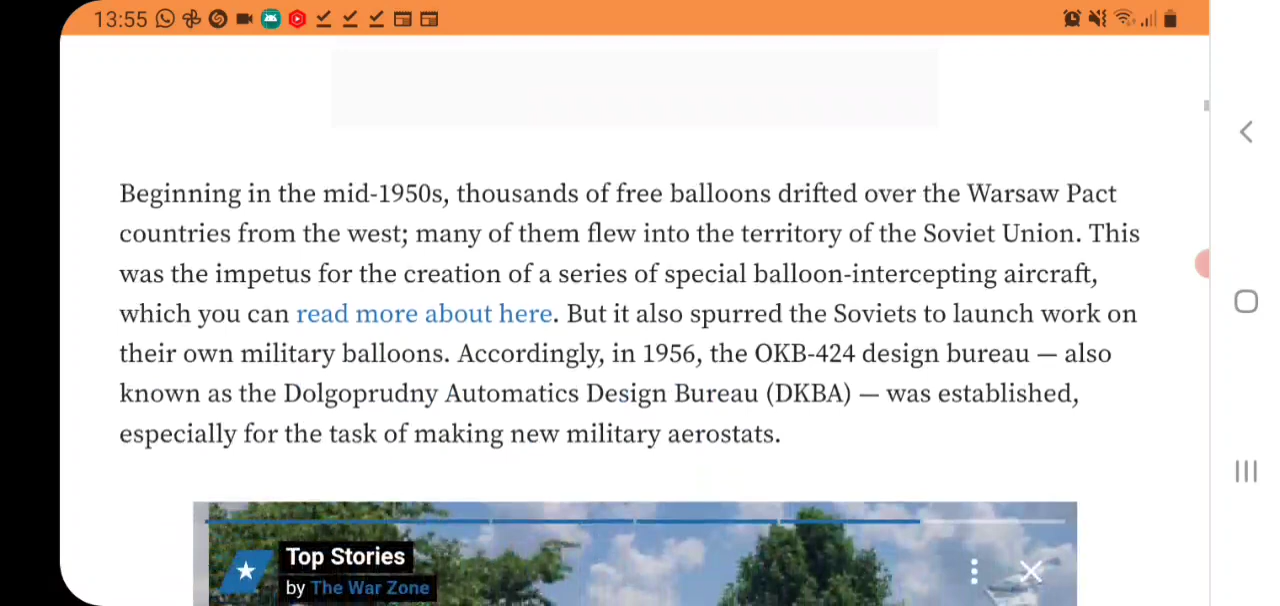 13:55
Beginning in the mid-1950s, thousands of free balloons drifted over the Warsaw Pact
countries from the west; many of them flew into the territory of the Soviet Union. This
was the impetus for the creation of a series of special balloon-intercepting aircraft,
which you can read more about here. But it also spurred the Soviets to launch work on
their own military balloons. Accordingly, in 1956, the OKB-424 design bureau — also
known as the Dolgoprudny Automatics Design Bureau (DKBA) — was established,
especially for the task of making new military aerostats.
Top Stories
by The War Zone